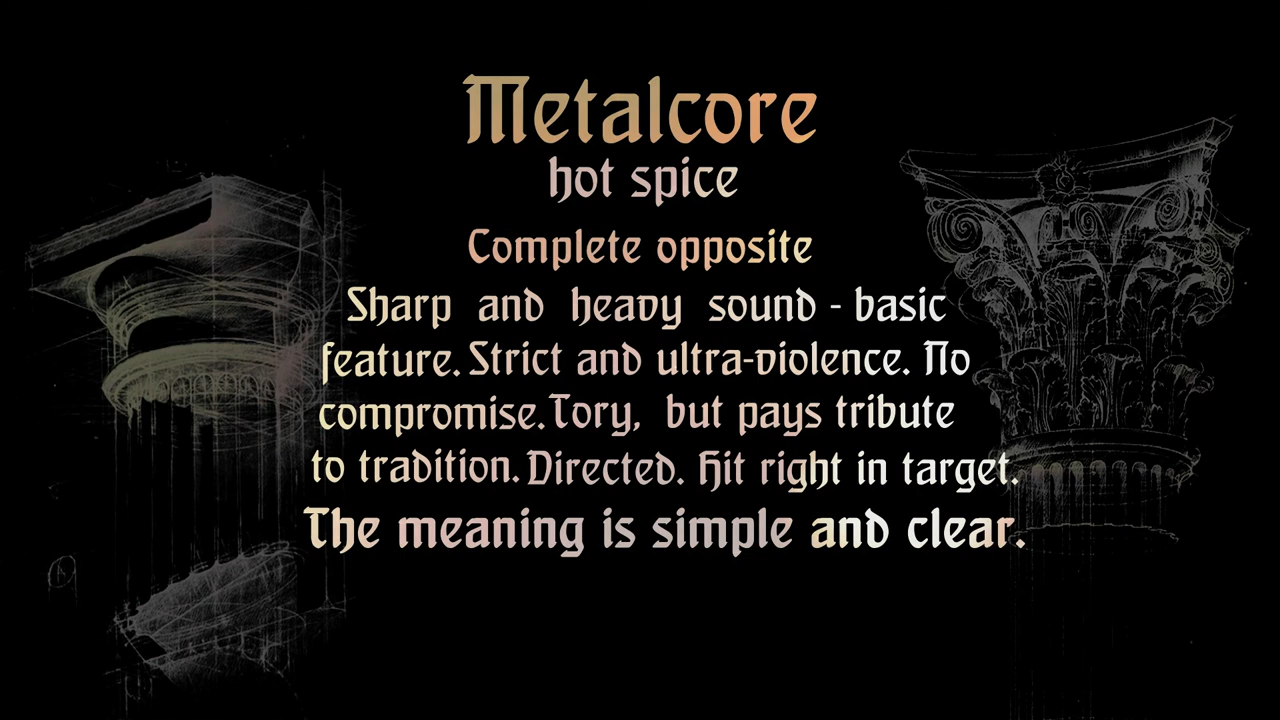 Metalcore
hot spice
Complete opposite
Sharp and heavy sound - basic
feature. Strict and ultra-violence. No
compromise. Tory, but pays tribute
to tradition. Directed. Hit right in target.
The meaning is simple and clear.